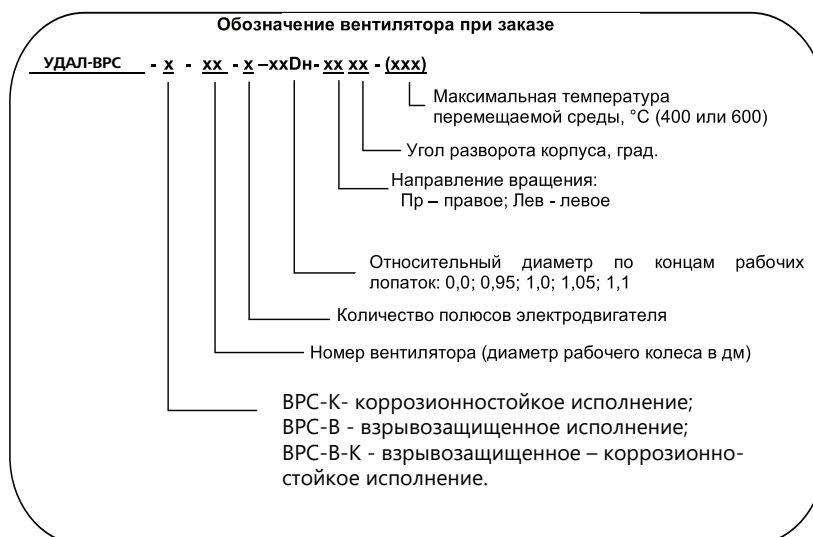 Обозначение вентилятора при заказе
УДАЛ-ВРС - х - хх - х –ххDн- хх хх - (ххх)
Максимальная температура
перемещаемой среды, °С (400 или 600)
Угол разворота корпуса, град.
Направление вращения:
Пр – правое; Лев - левое
Относительный диаметр по концам рабочих
лопаток: 0,0; 0,95; 1,0; 1,05; 1,1
Количество полюсов электродвигателя
Номер вентилятора (диаметр рабочего колеса в дм)
ВРС-К- коррозионностойкое исполнение;
ВРС-В - взрывозащищенное исполнение;
ВРС-В-К - взрывозащищенное – коррозионно-
стойкое исполнение.